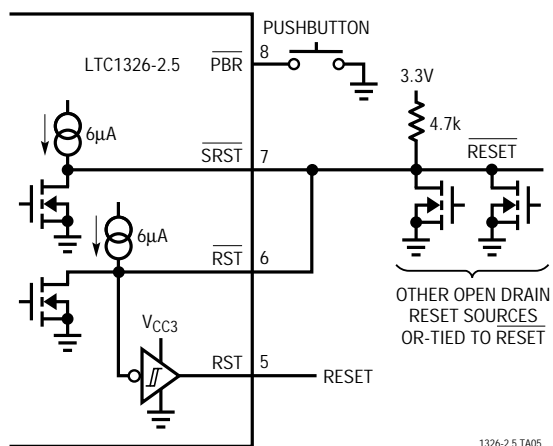 PUSHBUTTON
LTC1326-2.5
PBR
8
3.3V
4.7k
6µA
SRST
7
RESET
6µA
RST
6
VCC3
RST
5
RESET
OTHER OPEN DRAIN
RESET SOURCES
OR-TIED TO RESET
1326-2.5 TA05